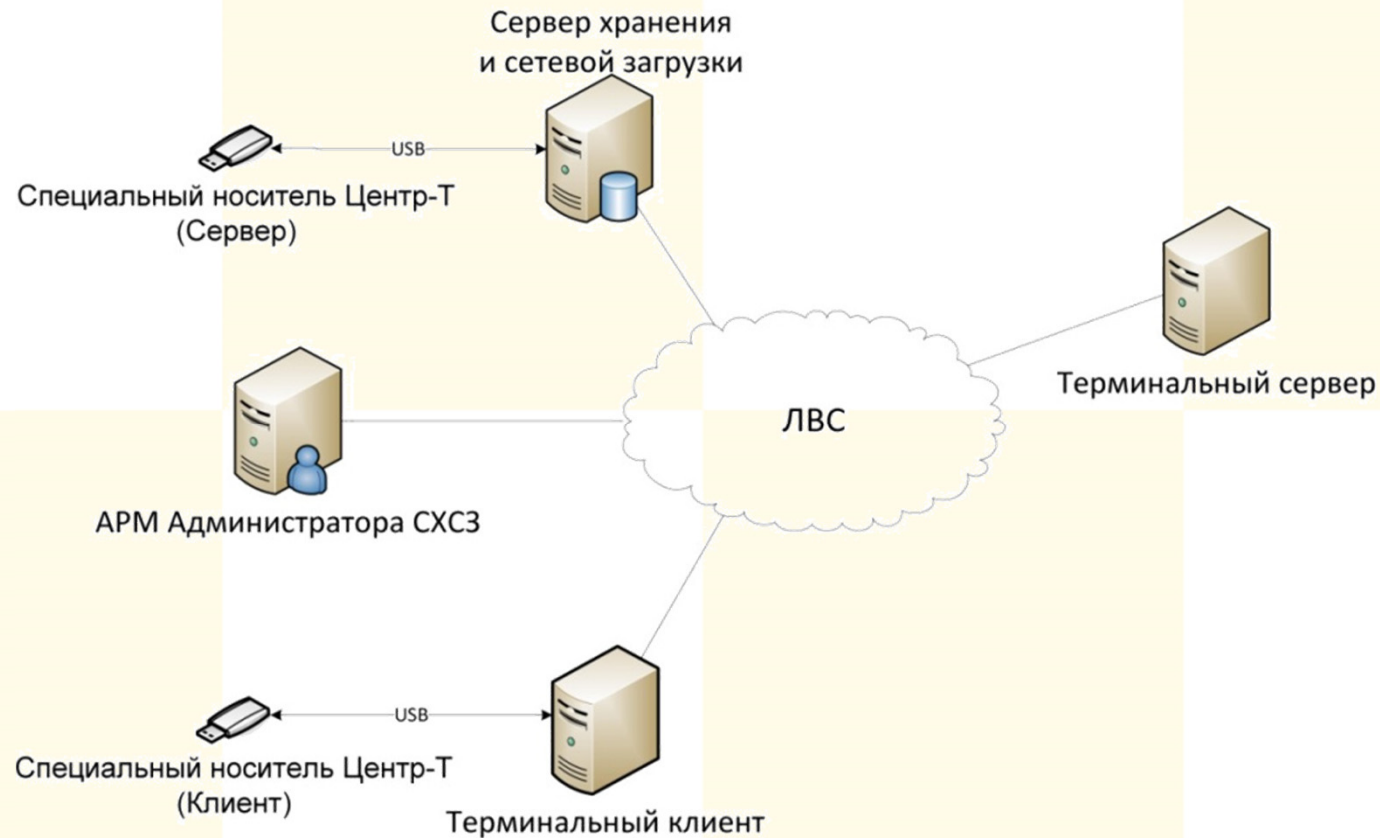 Сервер хранения
и сетевой загрузки
USB
Специальный носитель Центр-Т
(Сервер)
Терминальный сервер
ЛВС
АРМ Администратора СХСЗ
USB
Специальный носитель Центр-Т
(Клиент)
Терминальный клиент